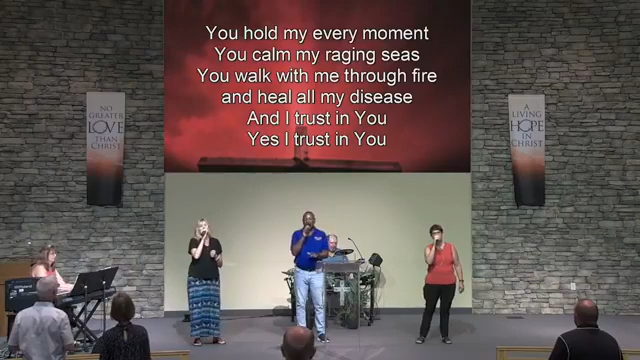 You hold my every moment
You calm my raging seas
You walk with me through fire
and heal all my disease
And I trust in You
Yes I trust in You
NO
GREATER
LOVE
THAN
CHRIST
A
LIVING
HOPE
IN
CHRIST